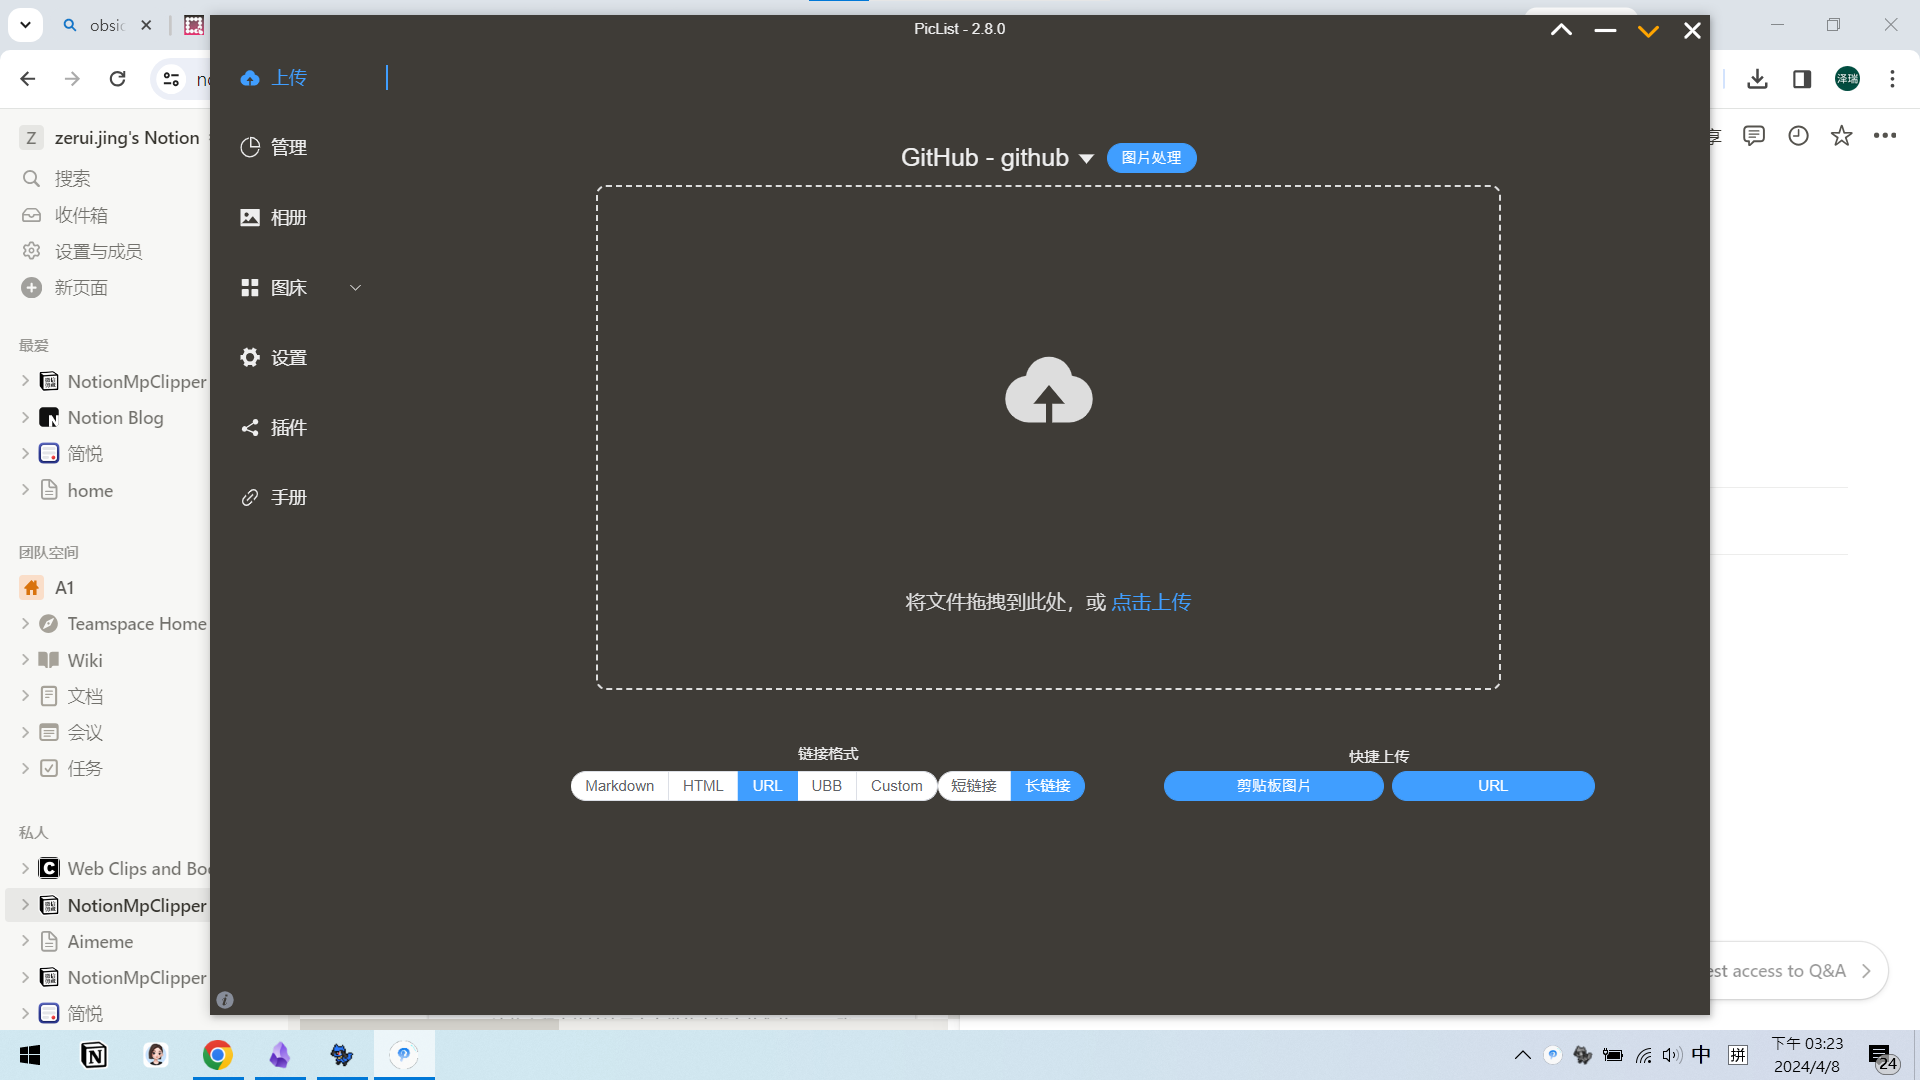 obsi
PicList - 2.8.0
泽瑞
zerui.jing's Notion
搜索
收件箱
设置与成员
新页面
最爱
NotionMpClipper
Notion Blog
简悦
home
团队空间
A1
Teamspace Home
Wiki
文档
会议
任务
私人
Web Clips and Boo
NotionMpClipper
Aimeme
NotionMpClipper
简悦
上传
管理
相册
图床
设置
插件
手册
GitHub - github
图片处理
将文件拖拽到此处，或 点击上传
链接格式
Markdown HTML URL UBB Custom 短链接 长链接
快捷上传
剪贴板图片 URL
享
est access to Q&A
中
拼
下午 03:23
2024/4/8
24